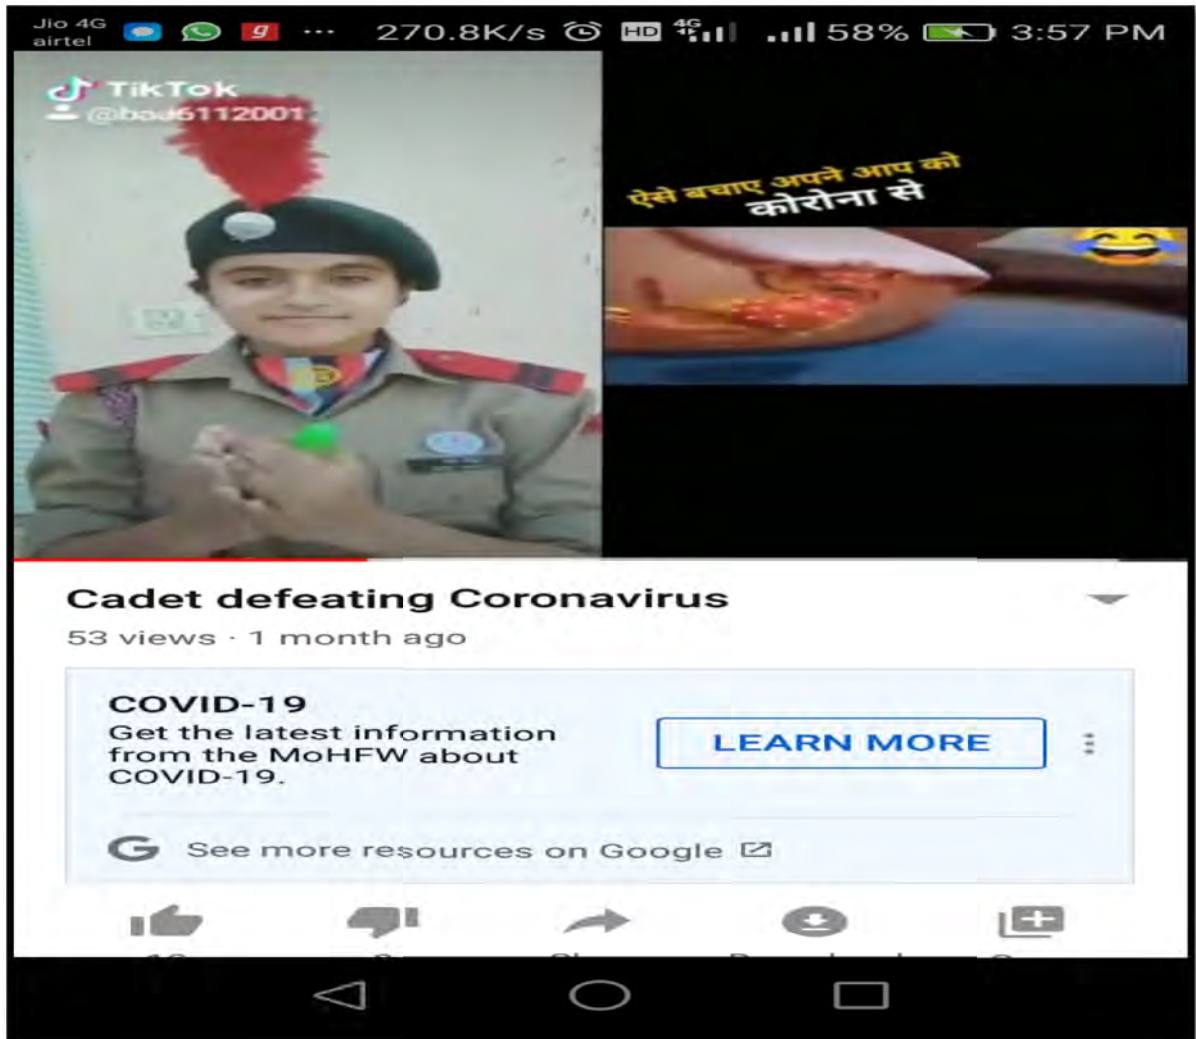 Jio 4G
airtel
270.8K/s HD 4G 58% 3:57 PM
TikTok
ऐसे बचाए अपने आप को
कोरोना से
Cadet defeating Coronavirus
53 views · 1 month ago
COVID-19
Get the latest information
from the MoHFW about
COVID-19.
LEARN MORE
G See more resources on Google